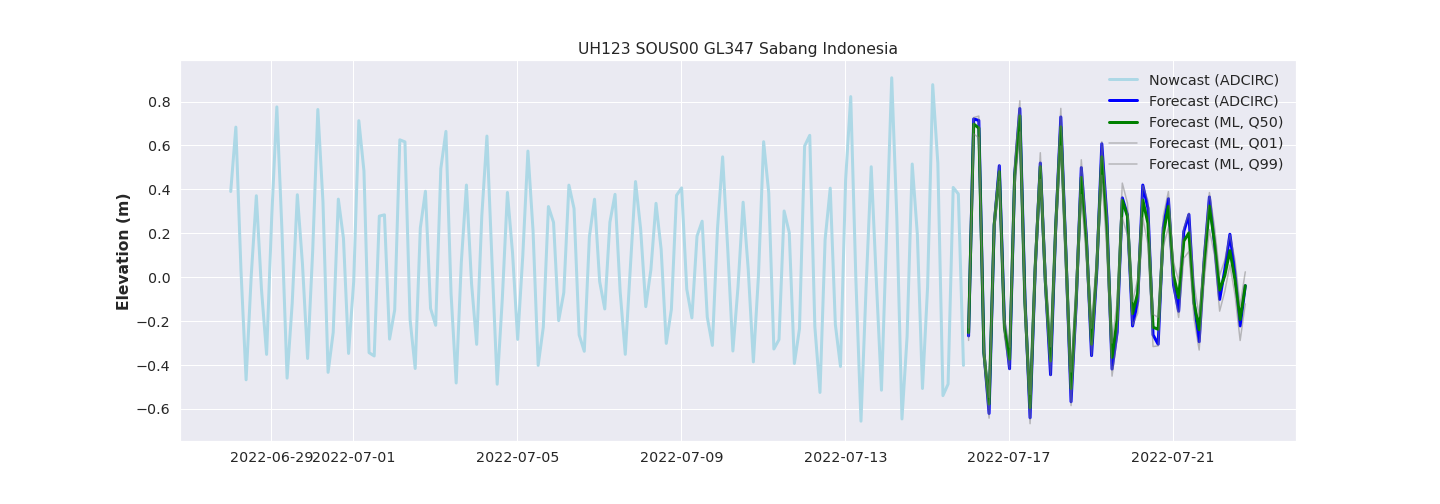 UH123 SOUS00 GL347 Sabang Indonesia
Nowcast (ADCIRC)
Forecast (ADCIRC)
Forecast (ML, Q50)
Forecast (ML, Q01)
Forecast (ML, Q99)
Elevation (m)
0.8
0.6
0.4
0.2
0.0
−0.2
−0.4
−0.6
2022-06-29 2022-07-01 2022-07-05 2022-07-09 2022-07-13 2022-07-17 2022-07-21